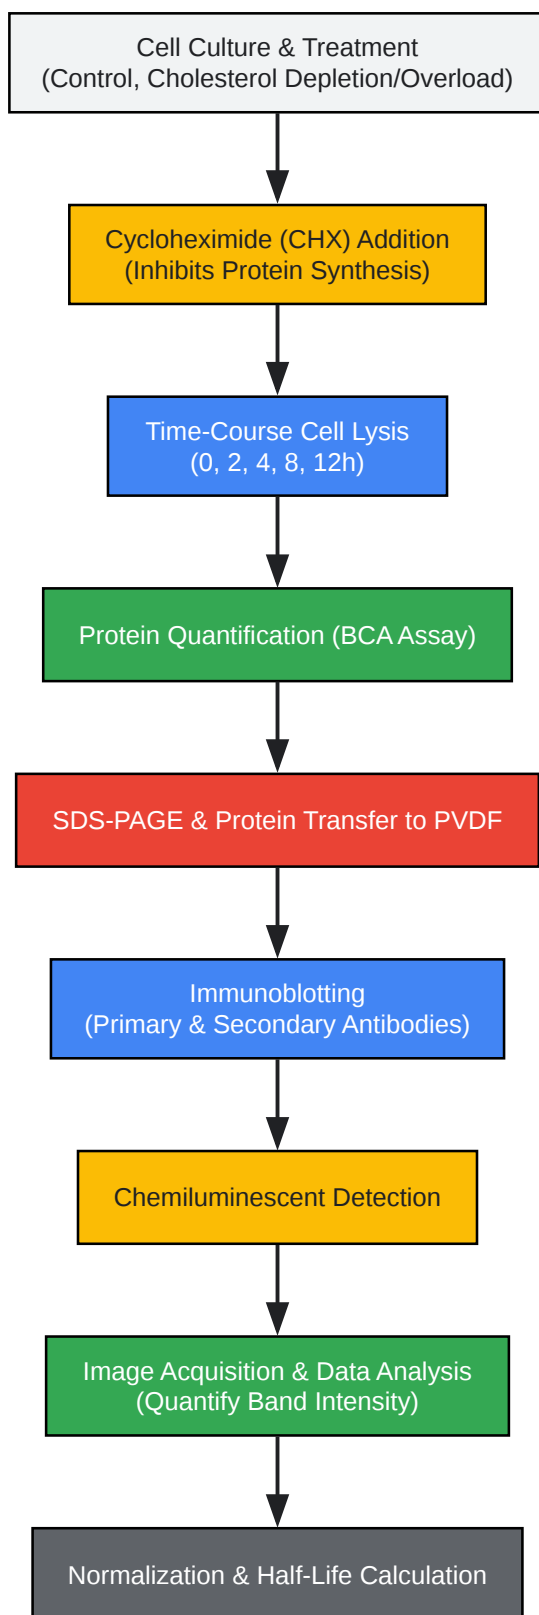 Cell Culture & Treatment
(Control, Cholesterol Depletion/Overload)
Cycloheximide (CHX) Addition
(Inhibits Protein Synthesis)
Time-Course Cell Lysis
(0, 2, 4, 8, 12h)
Protein Quantification (BCA Assay)
SDS-PAGE & Protein Transfer to PVDF
Immunoblotting
(Primary & Secondary Antibodies)
Chemiluminescent Detection
Image Acquisition & Data Analysis
(Quantify Band Intensity)
Normalization & Half-Life Calculation